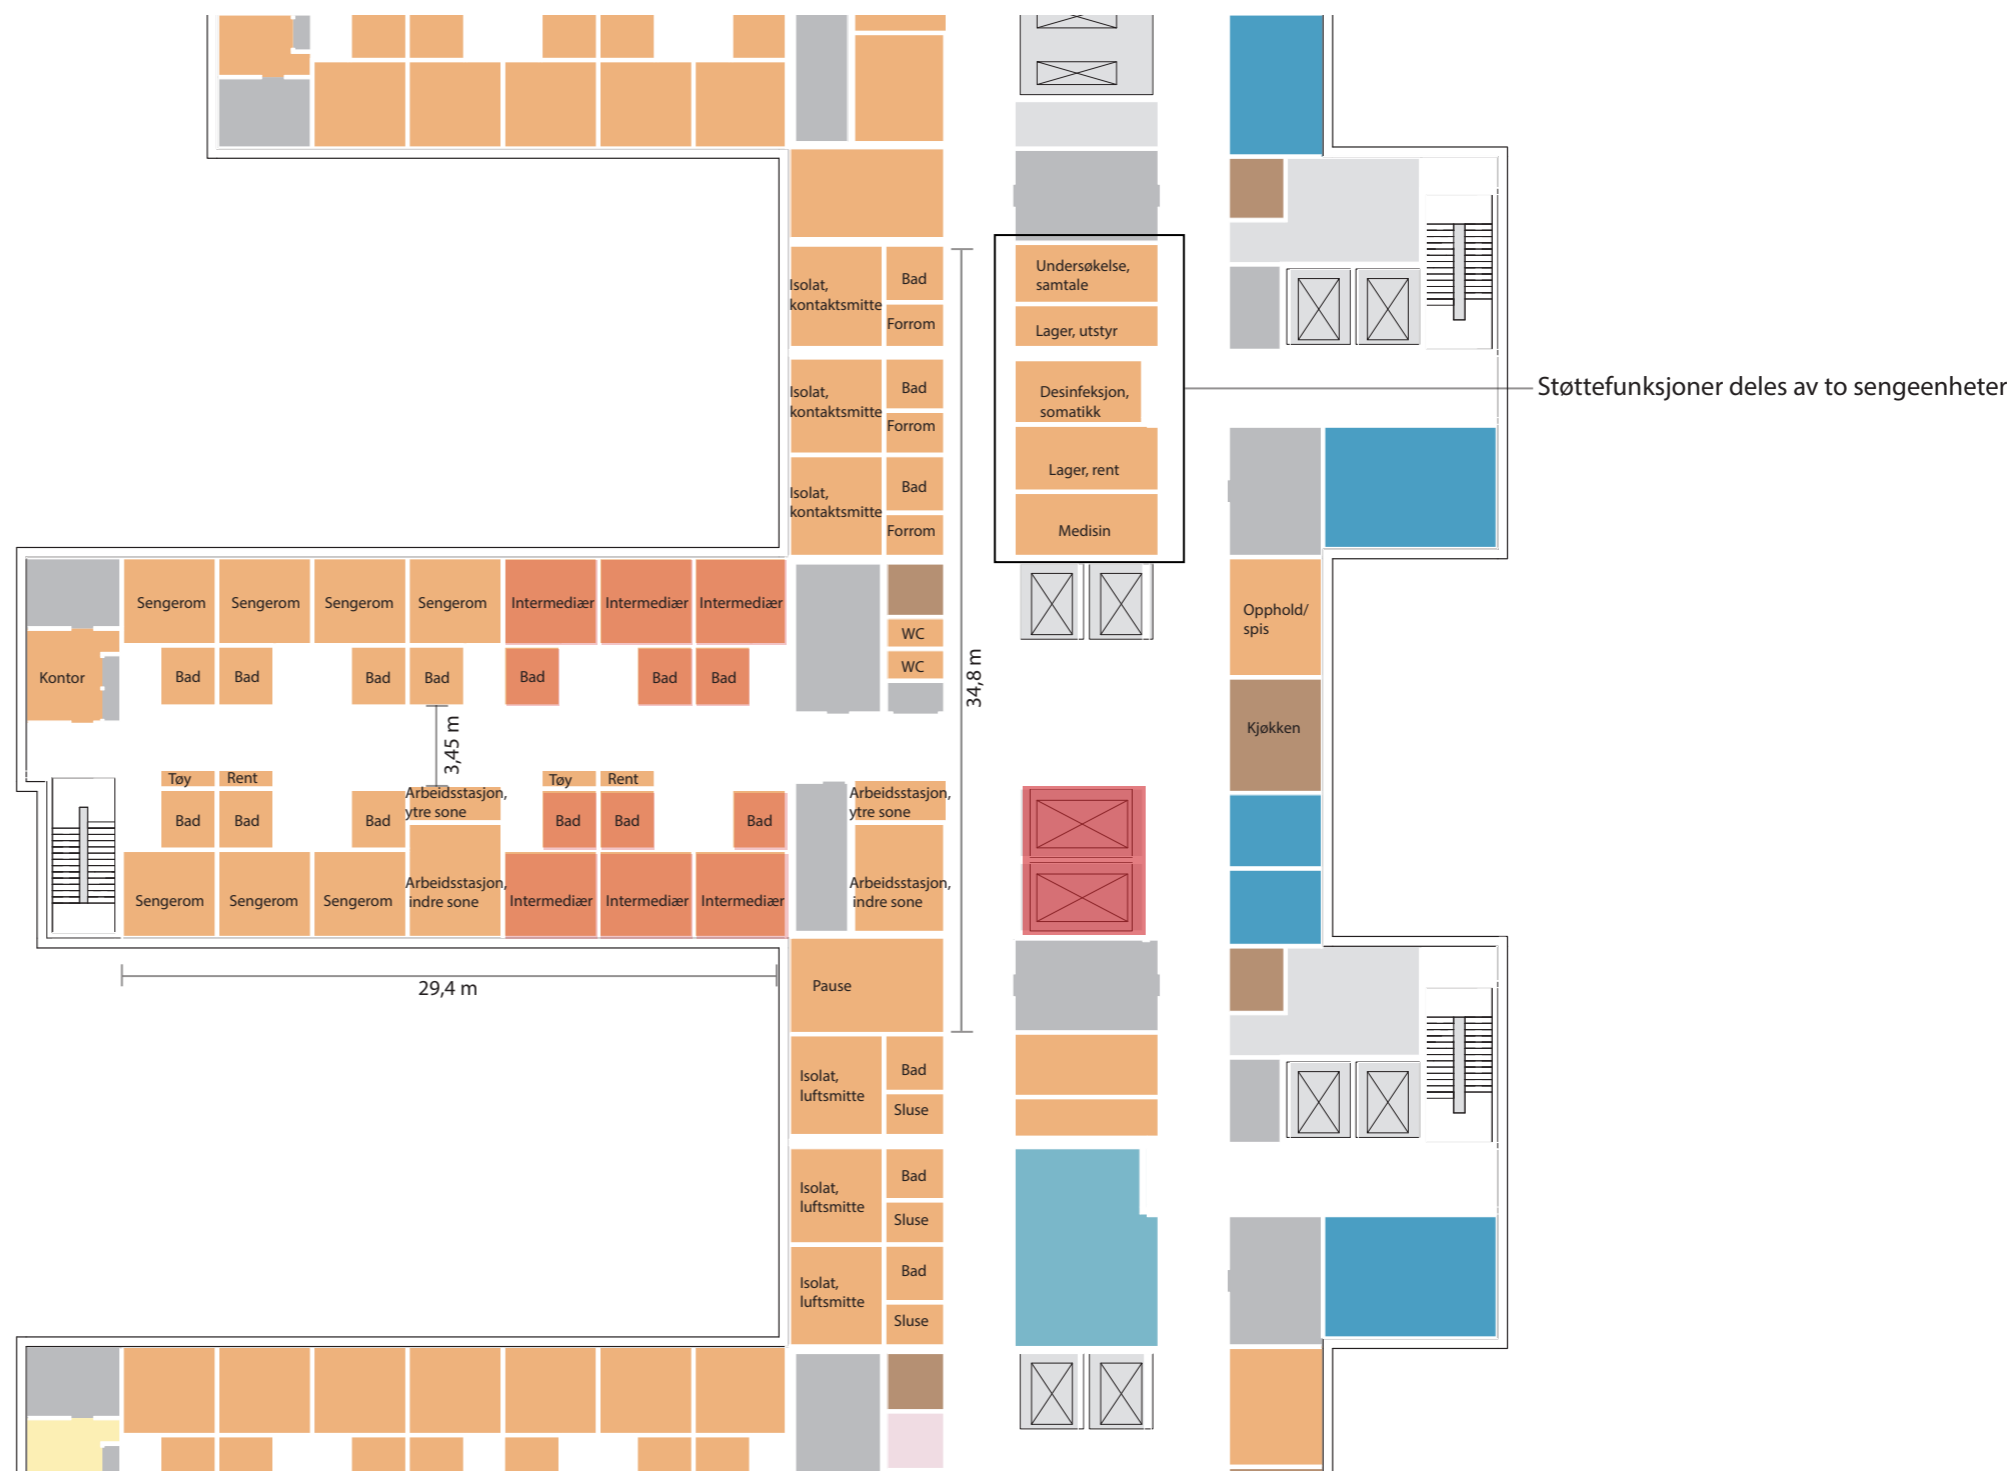 Undersøkelse,
samtale
Lager, utstyr
Desinfeksjon,
somatikk
Lager, rent
Medisin
Støttefunksjoner deles av to sengeenheter
Isolat,
kontaktsmitte
Bad
Forrom
Isolat,
kontaktsmitte
Bad
Forrom
Isolat,
kontaktsmitte
Bad
Forrom
Sengerom
Sengerom
Sengerom
Sengerom
Intermediær
Intermediær
Intermediær
WC
WC
Kontor
Bad
Bad
Bad
Bad
Bad
Bad
Bad
34,8 m
3,45 m
Opphold/
spis
Kjøkken
Tøy
Rent
Arbeidsstasjon,
ytre sone
Tøy
Rent
Arbeidsstasjon,
ytre sone
Bad
Bad
Bad
Bad
Bad
Bad
Sengerom
Sengerom
Sengerom
Arbeidsstasjon,
indre sone
Intermediær
Intermediær
Intermediær
Arbeidsstasjon,
indre sone
29,4 m
Pause
Isolat,
luftsmitte
Bad
Sluse
Isolat,
luftsmitte
Bad
Sluse
Isolat,
luftsmitte
Bad
Sluse